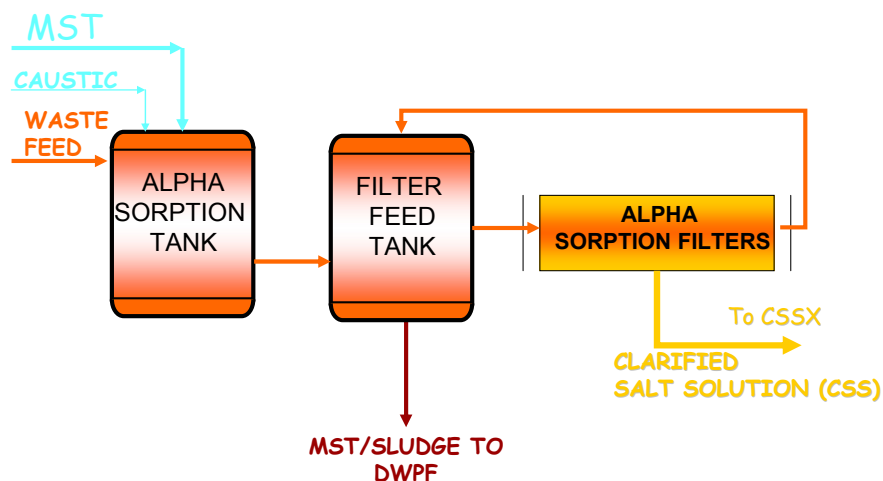 MST
CAUSTIC
WASTE
FEED
ALPHA
SORPTION
TANK
FILTER
FEED
TANK
ALPHA
SORPTION FILTERS
To CSSX
CLARIFIED
SALT SOLUTION (CSS)
MST/SLUDGE TO
DWPF